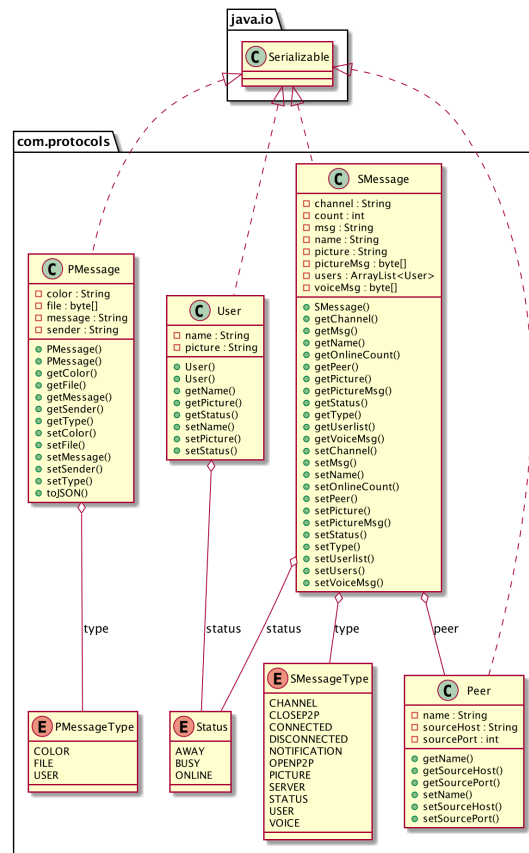 java.io
C Serializable
com.protocols
C PMessage
color : String
file : byte[]
message : String
sender : String
PMessage()
PMessage()
getColor()
getFile()
getMessage()
getSender()
getType()
setColor()
setFile()
setMessage()
setSender()
setType()
toJSON()
C User
name : String
picture : String
User()
User()
getName()
getPicture()
getStatus()
setName()
setPicture()
setStatus()
C SMessage
channel : String
count : int
msg : String
name : String
picture : String
pictureMsg : byte[]
users : ArrayList<User>
voiceMsg : byte[]
SMessage()
getChannel()
getMsg()
getName()
getOnlineCount()
getPeer()
getPicture()
getPictureMsg()
getStatus()
getType()
getUserlist()
getVoiceMsg()
setChannel()
setMsg()
setName()
setOnlineCount()
setPeer()
setPicture()
setPictureMsg()
setStatus()
setType()
setUserlist()
setUsers()
setVoiceMsg()
type
status
status
type
peer
E PMessageType
COLOR
FILE
USER
E Status
AWAY
BUSY
ONLINE
E SMessageType
CHANNEL
CLOSEP2P
CONNECTED
DISCONNECTED
NOTIFICATION
OPENP2P
PICTURE
SERVER
STATUS
USER
VOICE
C Peer
name : String
sourceHost : String
sourcePort : int
getName()
getSourceHost()
getSourcePort()
setName()
setSourceHost()
setSourcePort()